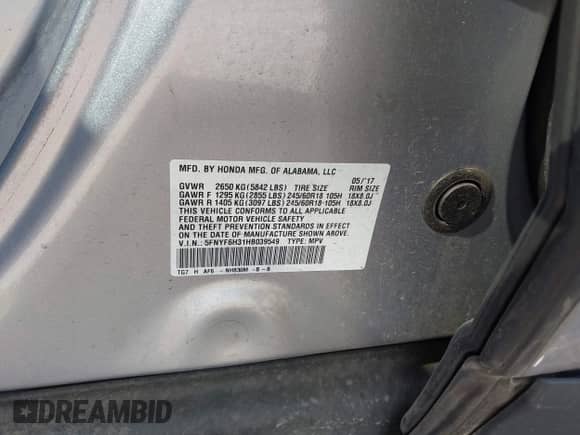 MFD. BY HONDA MFG. OF ALABAMA, LLC
05/'17
GVWR 2650 KG(5842 LBS) TIRE SIZE RIM SIZE
GAWR F 1295 KG(2855 LBS) 245/60R18 105H 18X8.0J
GAWR R 1405 KG(3097 LBS) 245/60R18-105H 18X8.0J
THIS VEHICLE CONFORMS TO ALL APPLICABLE
FEDERAL MOTOR VEHICLE SAFETY
AND THEFT PREVENTION STANDARDS IN EFFECT ON
THE DATE OF MANUFACTURE SHOWN ABOVE.
V.I.N.: 5FNYF6H31HB039549 TYPE: MPV
TG7 H AF6 - NH830M -B - B
DREAMBID